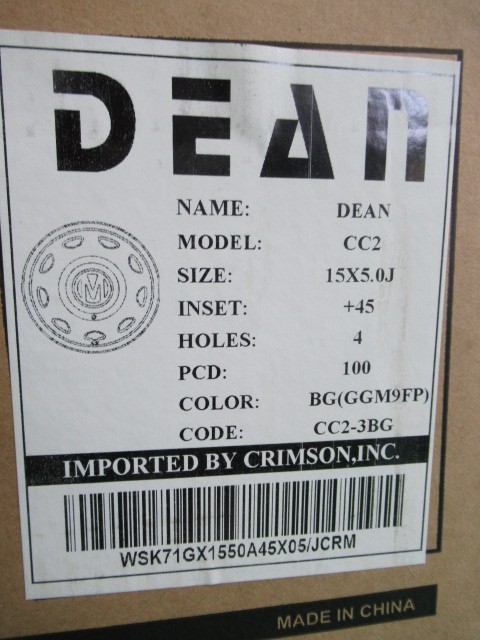 DEAN
NAME: DEAN
MODEL: CC2
SIZE: 15X5.0J
INSET: +45
HOLES: 4
PCD: 100
COLOR: BG(GGM9FP)
CODE: CC2-3BG
M
IMPORTED BY CRIMSON,INC.
WSK71GX1550A45X05/JCRM
MADE IN CHINA